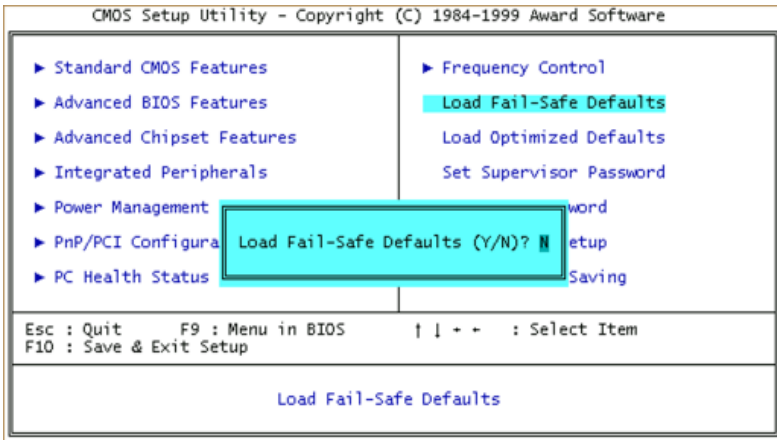 CMOS Setup Utility - Copyright (C) 1984-1999 Award Software
▶ Standard CMOS Features
▶ Advanced BIOS Features
▶ Advanced Chipset Features
▶ Integrated Peripherals
▶ Power Management
▶ PnP/PCI Configura
▶ PC Health Status
▶ Frequency Control
Load Fail-Safe Defaults
Load Optimized Defaults
Set Supervisor Password
word
etup
Saving
Load Fail-Safe Defaults (Y/N)? N
Esc : Quit F9 : Menu in BIOS ↑ ↓ + + : Select Item
F10 : Save & Exit Setup
Load Fail-Safe Defaults